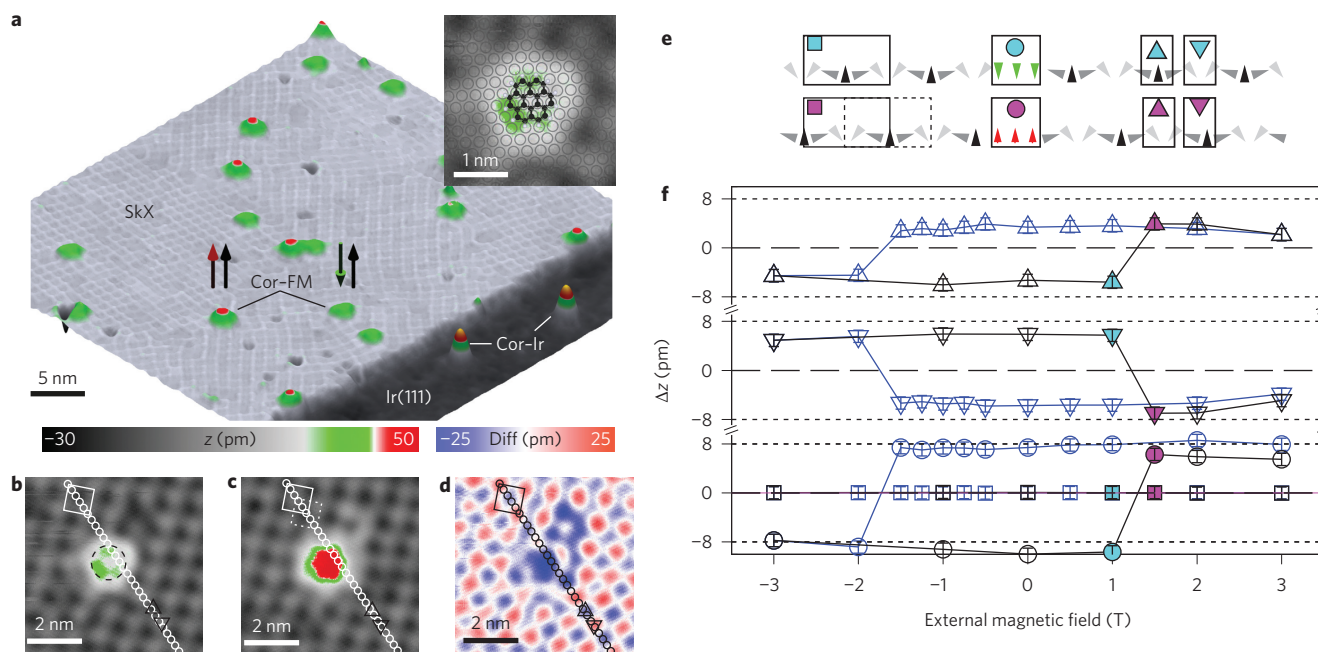 a
1 nm
SkX
Cor–FM
Cor–Ir
5 nm
Ir(111)
−30 z (pm) 50
−25 Diff (pm) 25
b
2 nm
c
2 nm
d
2 nm
e
f
8
0
−8
8
0
−8
8
0
−8
Δz (pm)
−3 −2 −1 0 1 2 3
External magnetic field (T)